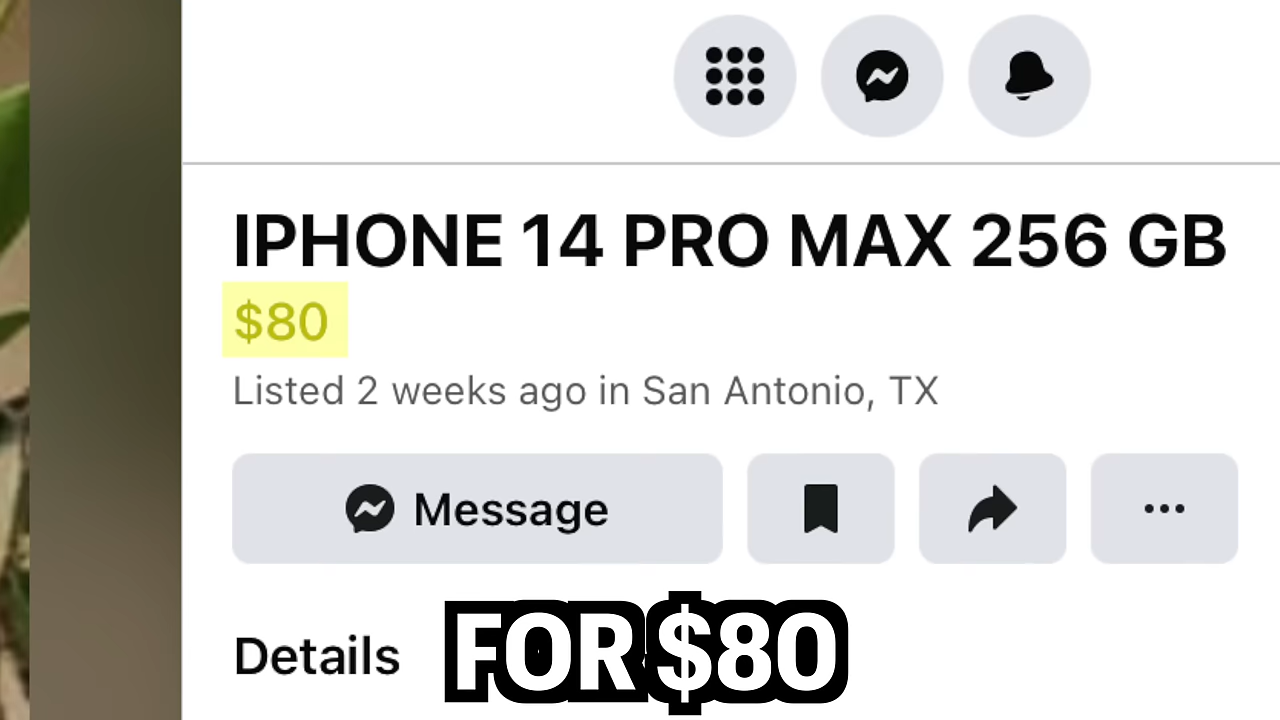 IPHONE 14 PRO MAX 256 GB
$80
Listed 2 weeks ago in San Antonio, TX
Message
Details
FOR $80